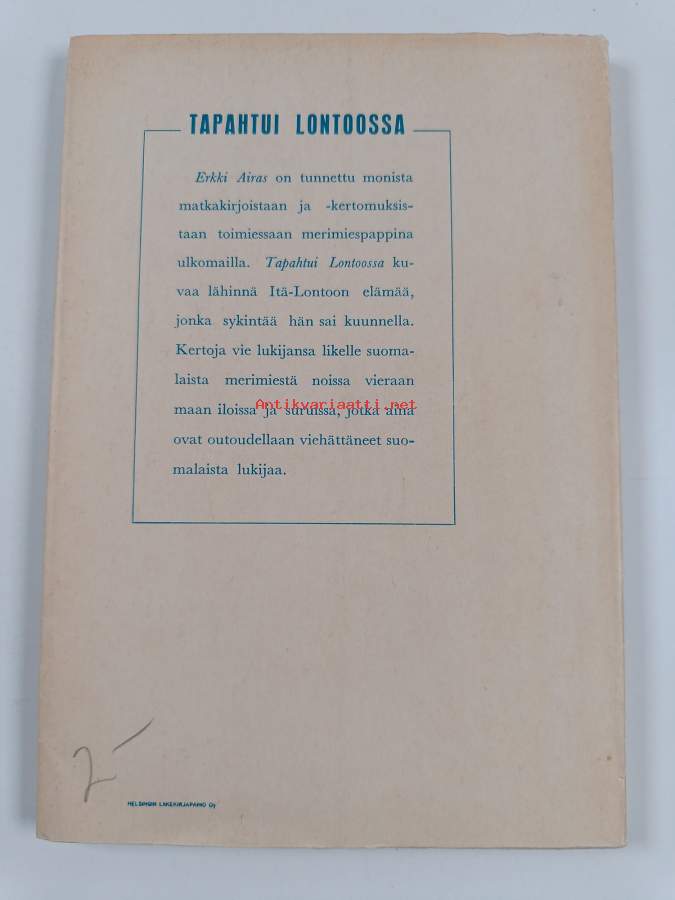 TAPAHTUI LONTOOSSA
Erkki Airas on tunnettu monista
matkakirjoistaan ja -kertomuksis-
taan toimiessaan merimiespappina
ulkomailla. Tapahtui Lontoossa ku-
vaa lähinnä Itä-Lontoon elämää,
jonka sykintää hän sai kuunnella.
Kertoja vie lukijansa likelle suoma-
laista merimiestä noissa vieraan
maan iloissa ja suruissa, jotka aina
Antikvariaatti.net
ovat outoudellaan viehättäneet suo-
malaista lukijaa.
2-
HELSINGIN LIIKEKIRJAPAINO Oy